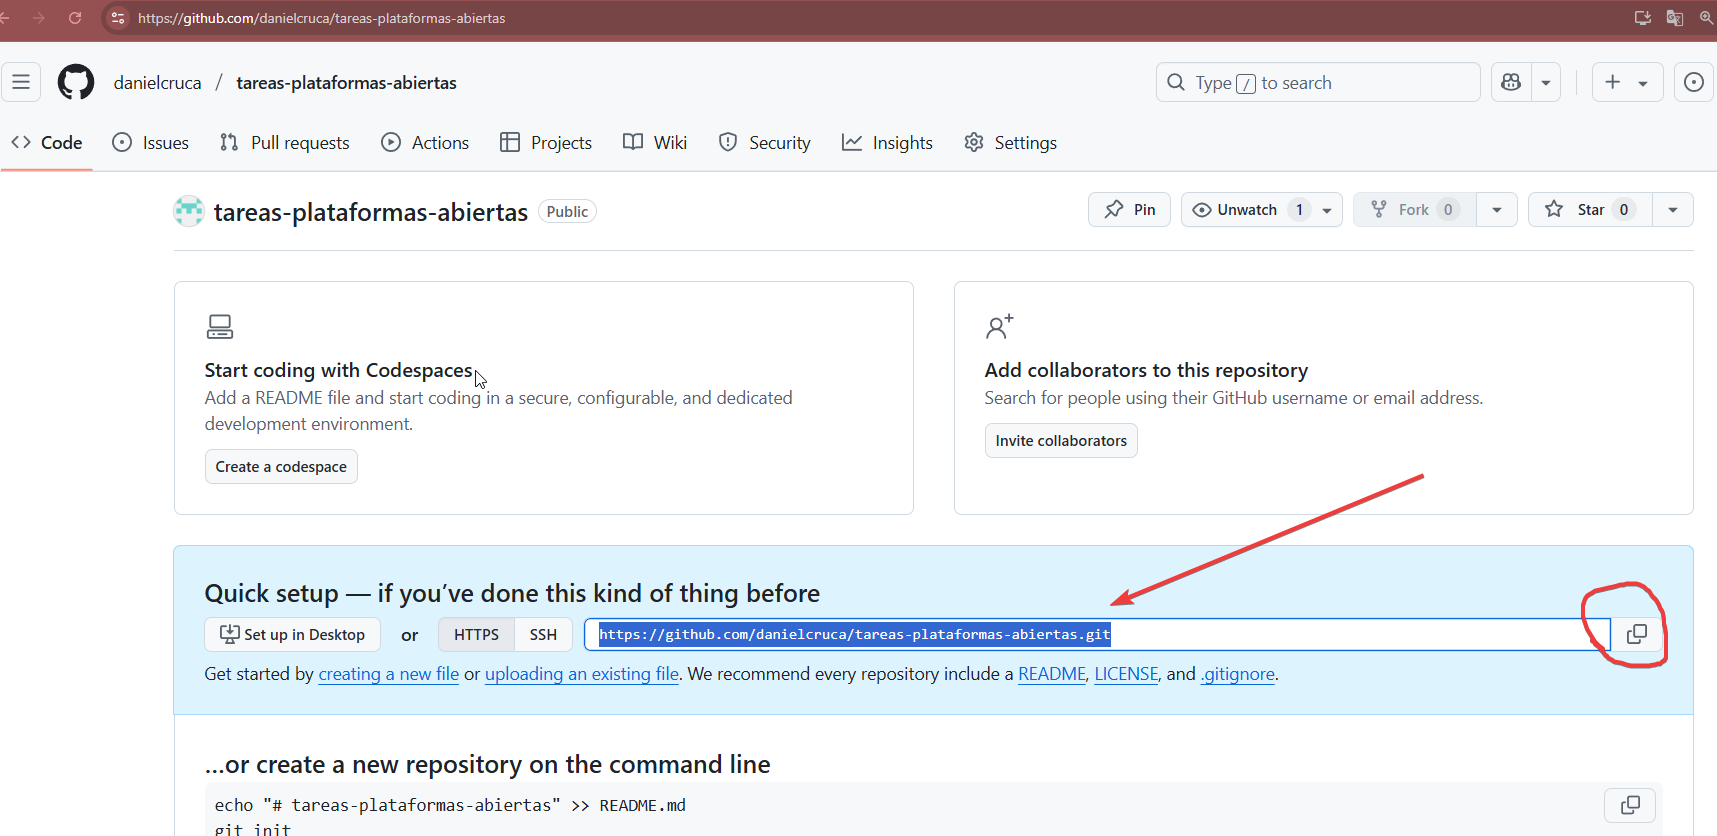 https://github.com/danielcruca/tareas-plataformas-abiertas
danielcruca / tareas-plataformas-abiertas
Type / to search
Code Issues Pull requests Actions Projects Wiki Security Insights Settings
tareas-plataformas-abiertas Public
Pin Unwatch 1 Fork 0 Star 0
Start coding with Codespaces
Add a README file and start coding in a secure, configurable, and dedicated
development environment.
Create a codespace
Add collaborators to this repository
Search for people using their GitHub username or email address.
Invite collaborators
Quick setup — if you’ve done this kind of thing before
Set up in Desktop or HTTPS SSH https://github.com/danielcruca/tareas-plataformas-abiertas.git
Get started by creating a new file or uploading an existing file. We recommend every repository include a README, LICENSE, and .gitignore.
…or create a new repository on the command line
echo "# tareas-plataformas-abiertas" >> README.md
git init